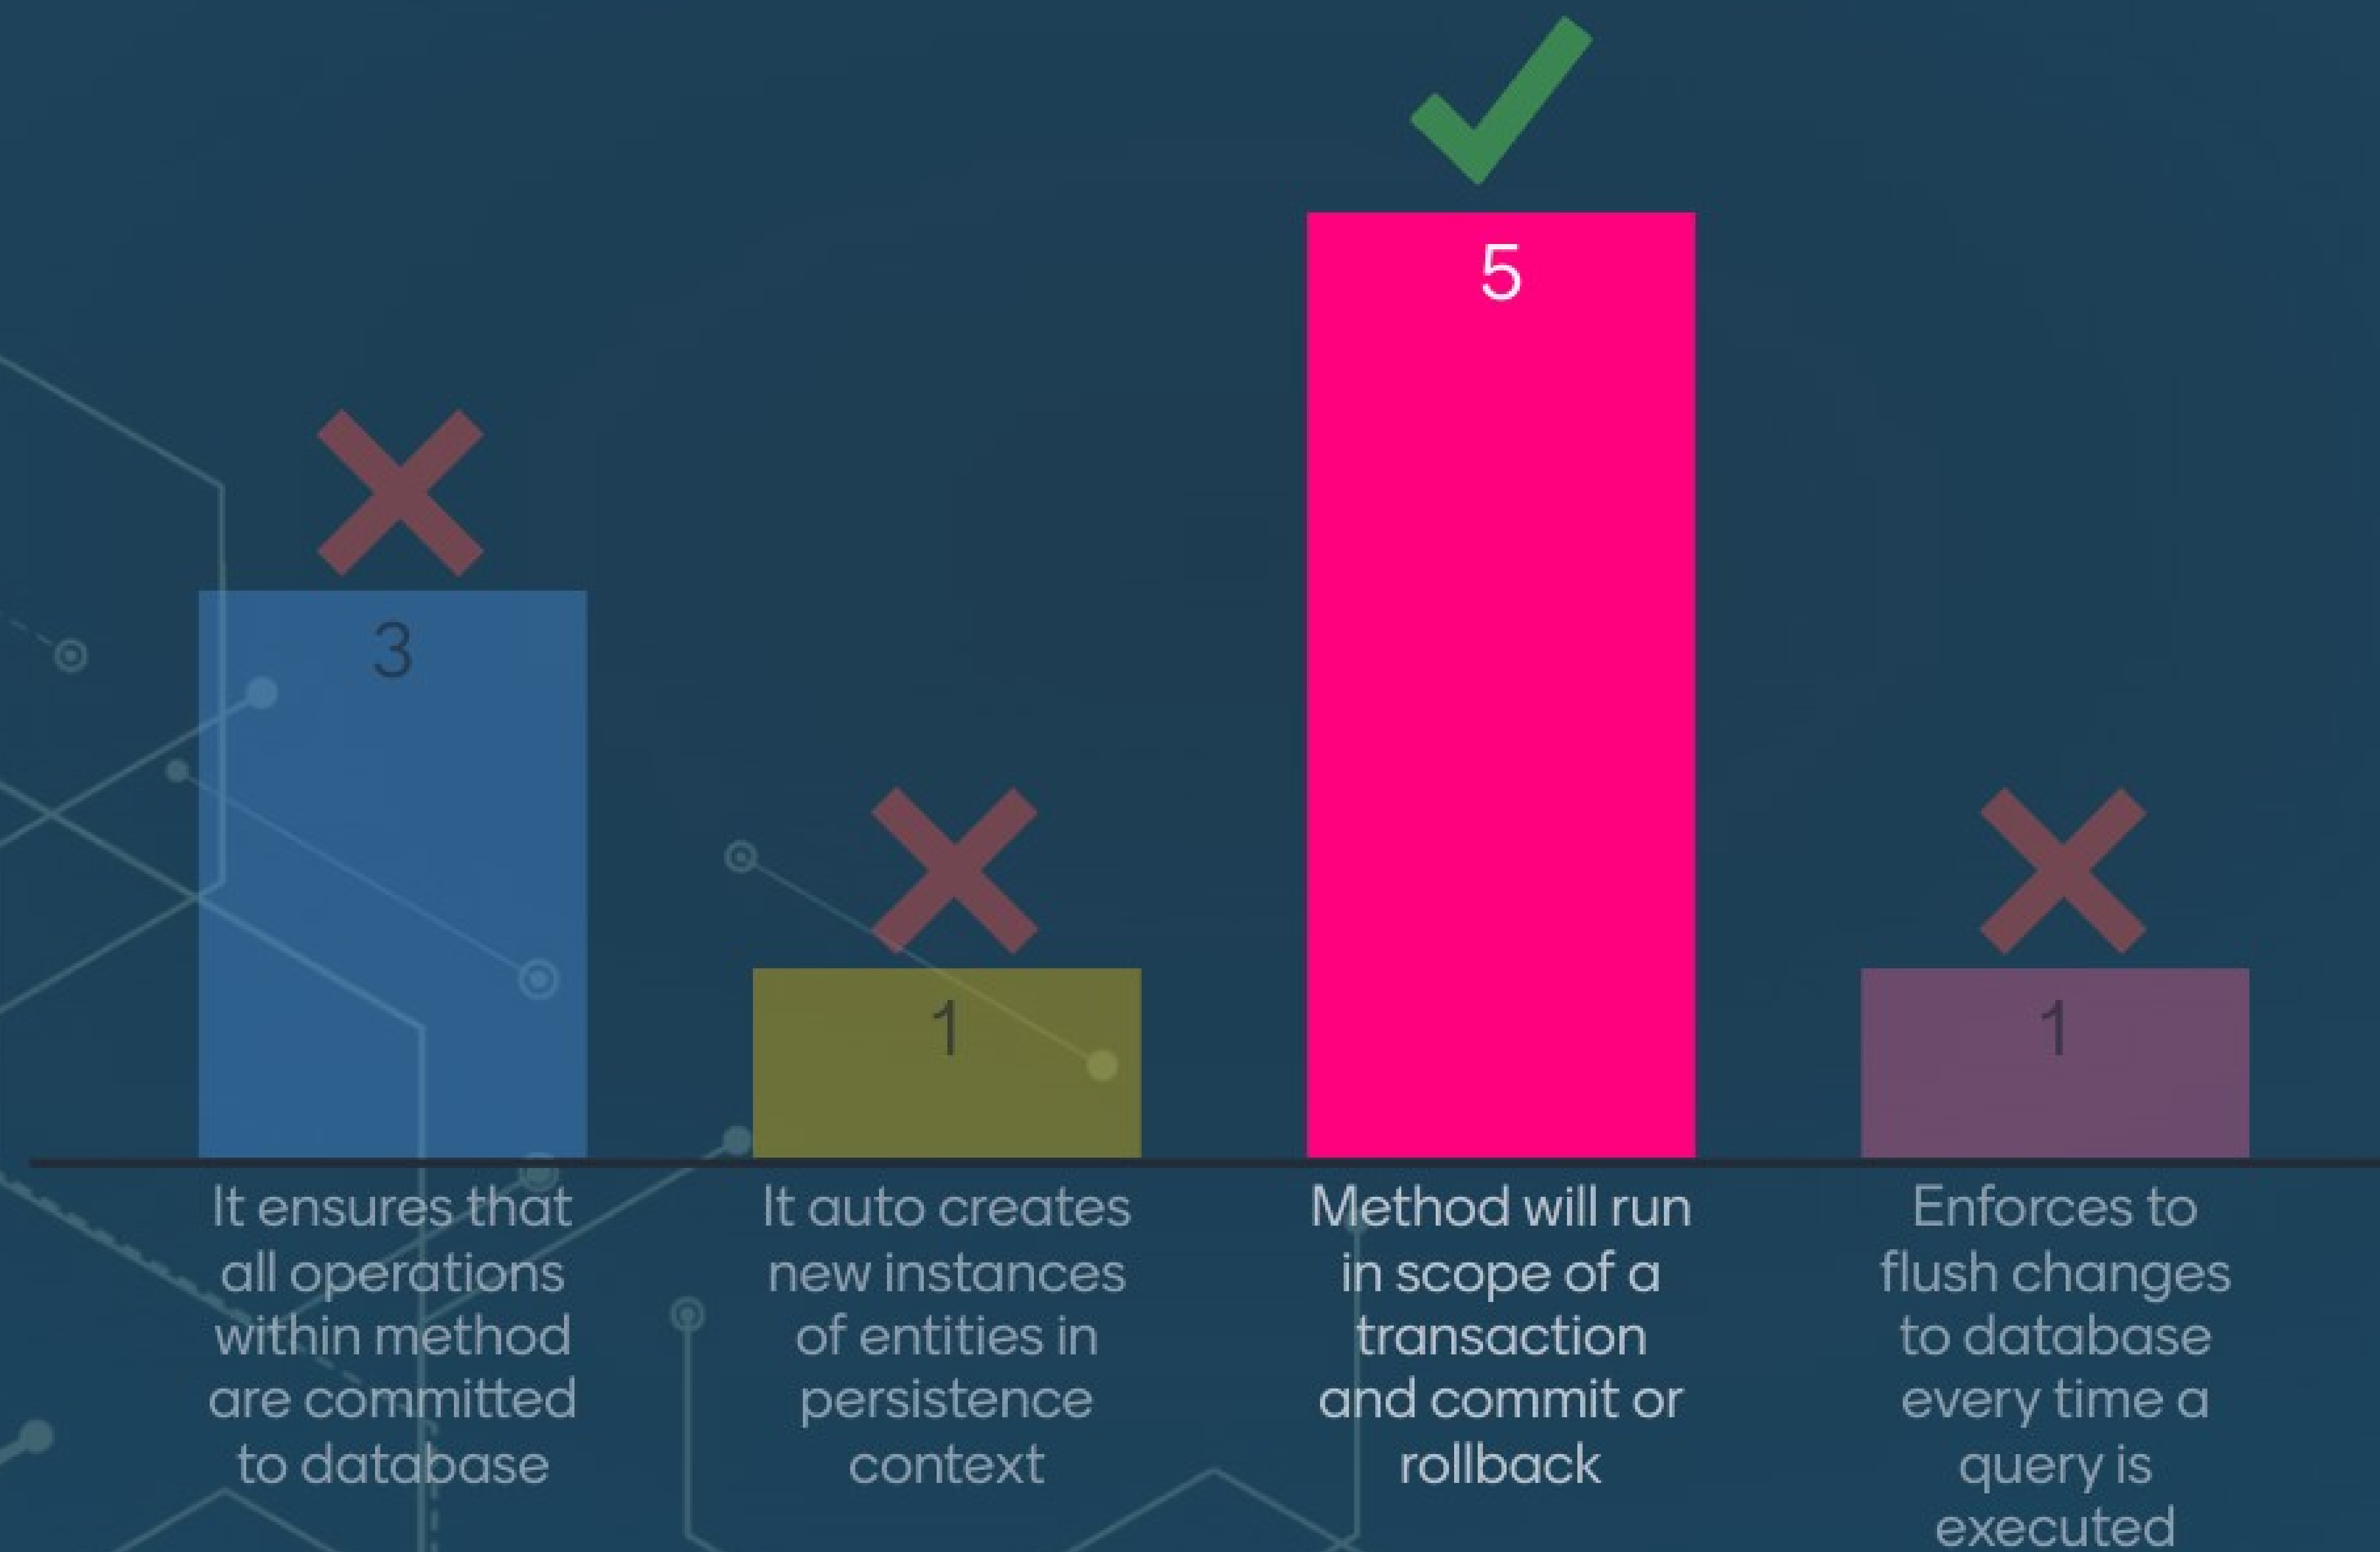 5
3
1
1
It ensures that
all operations
within method
are committed
to database
It auto creates
new instances
of entities in
persistence
context
Method will run
in scope of a
transaction
and commit or
rollback
Enforces to
flush changes
to database
every time a
query is
executed